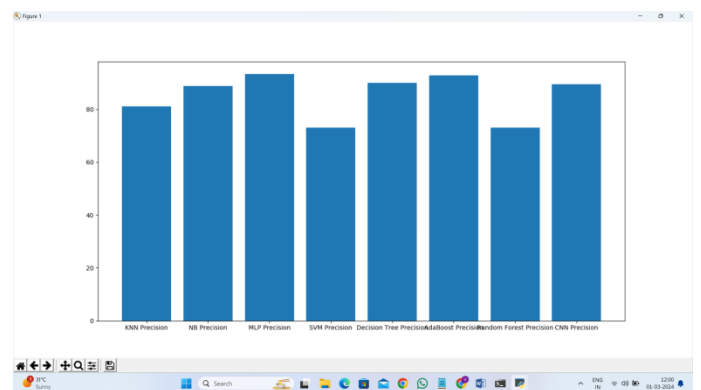 Figure 1
80
60
40
20
0
KNN Precision NB Precision MLP Precision SVM Precision Decision Tree Precision AdaBoost Precision Random Forest Precision CNN Precision
31°C
Sunny
Search
ENG
IN
12:00
01-03-2024